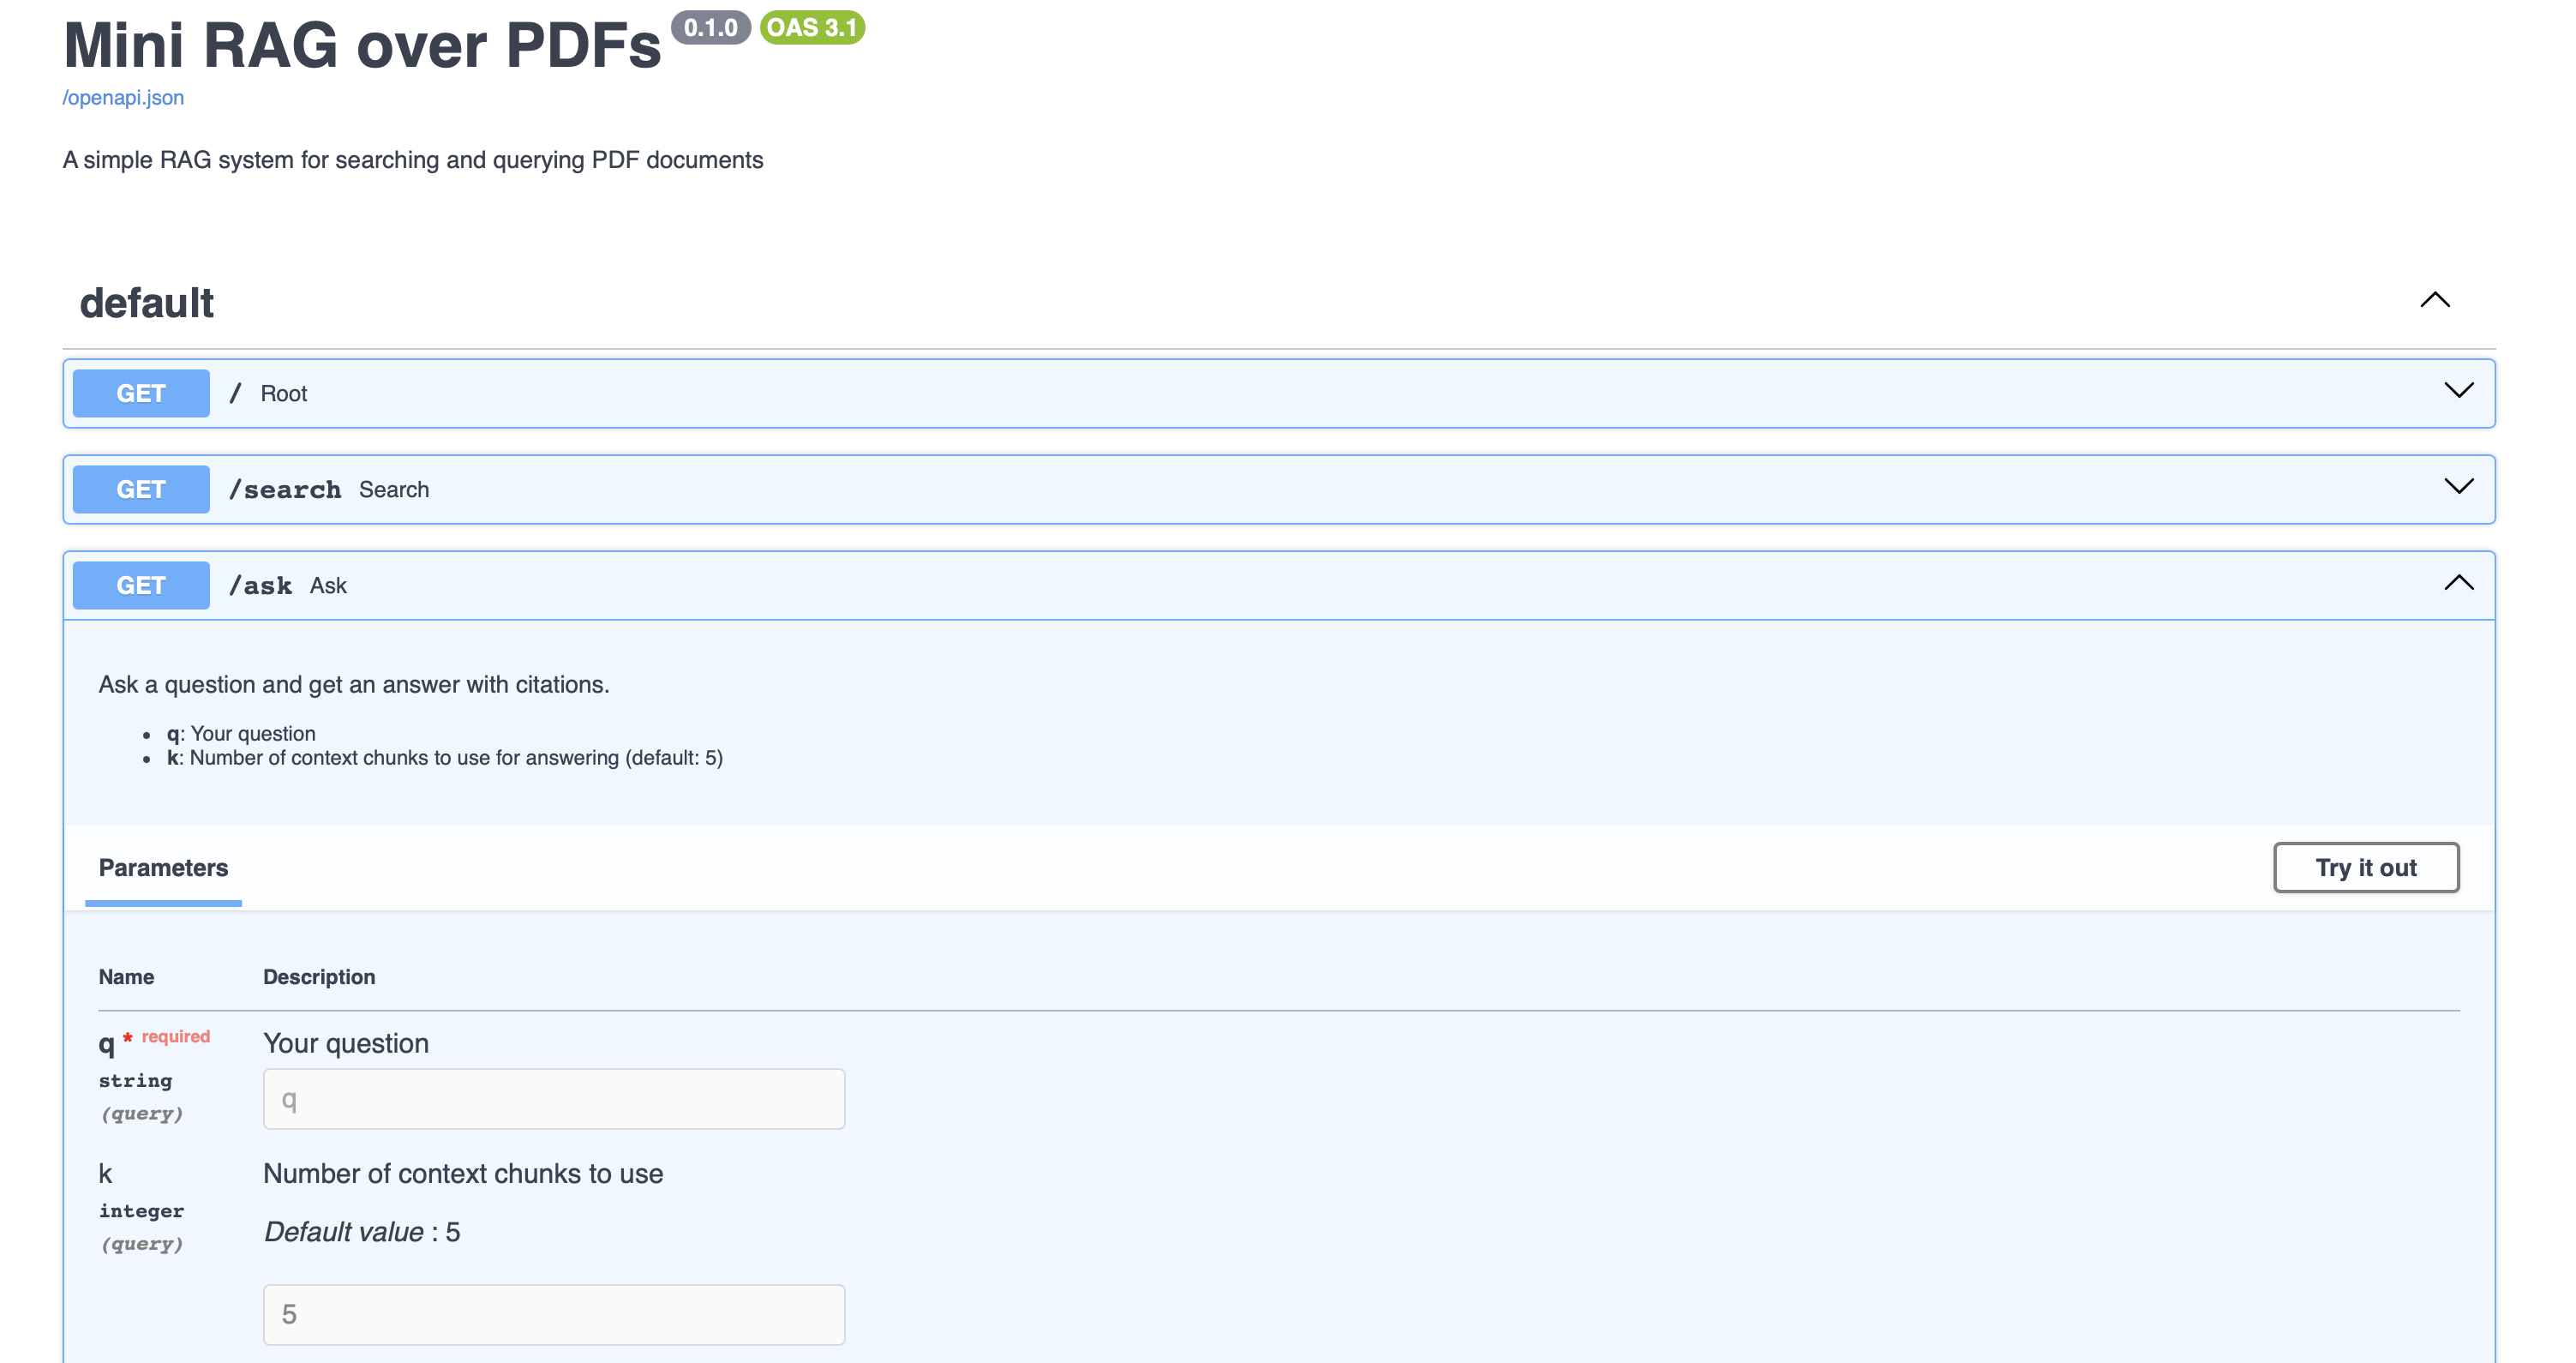 Mini RAG over PDFs 0.1.0 OAS 3.1
/openapi.json
A simple RAG system for searching and querying PDF documents
default
GET / Root
GET /search Search
GET /ask Ask
Ask a question and get an answer with citations.
• q: Your question
• k: Number of context chunks to use for answering (default: 5)
Parameters Try it out
Name Description
q * required Your question
string
(query)
q
k Number of context chunks to use
integer
(query)
Default value : 5
5